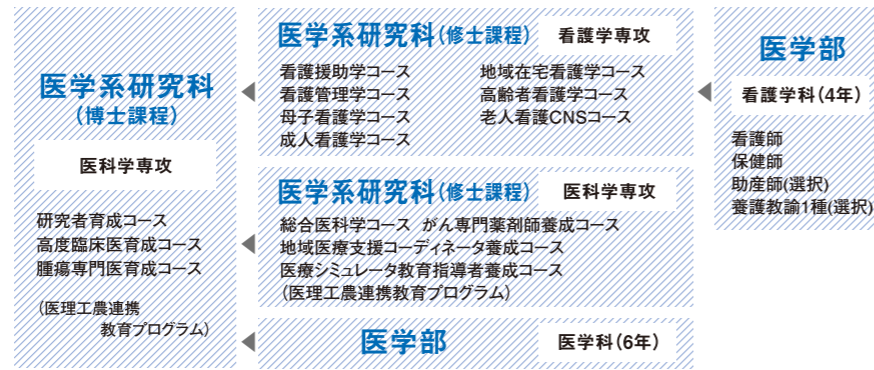 医学系研究科
(博士課程)
医科学専攻
研究者育成コース
高度臨床医育成コース
腫瘍専門医育成コース
(医理工農連携
教育プログラム)
医学系研究科(修士課程) 看護学専攻
看護援助学コース 地域在宅看護学コース
看護管理学コース 高齢者看護学コース
母子看護学コース 老人看護CNSコース
成人看護学コース
医学系研究科(修士課程) 医科学専攻
総合医科学コース がん専門薬剤師養成コース
地域医療支援コーディネータ養成コース
医療シミュレータ教育指導者養成コース
(医理工農連携教育プログラム)
医学部 医学科(6年)
医学部
看護学科(4年)
看護師
保健師
助産師(選択)
養護教諭1種(選択)